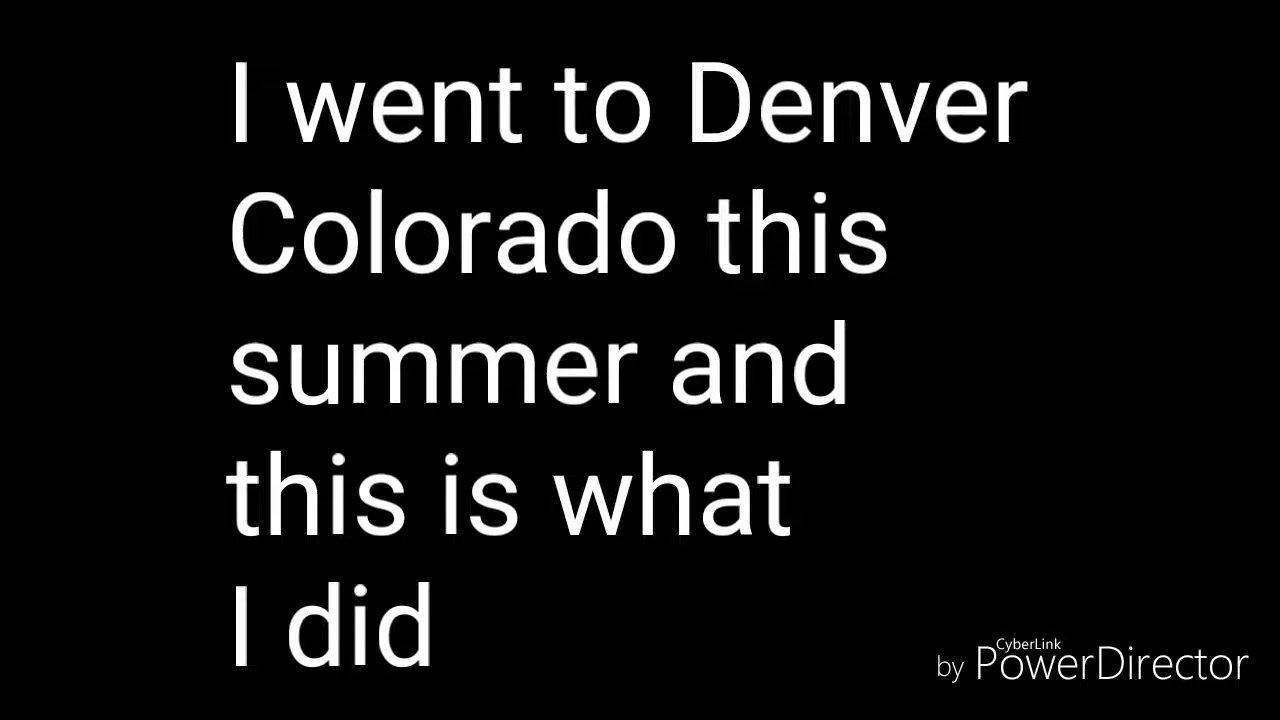 I went to Denver
Colorado this
summer and
this is what
I did
CyberLink
by PowerDirector